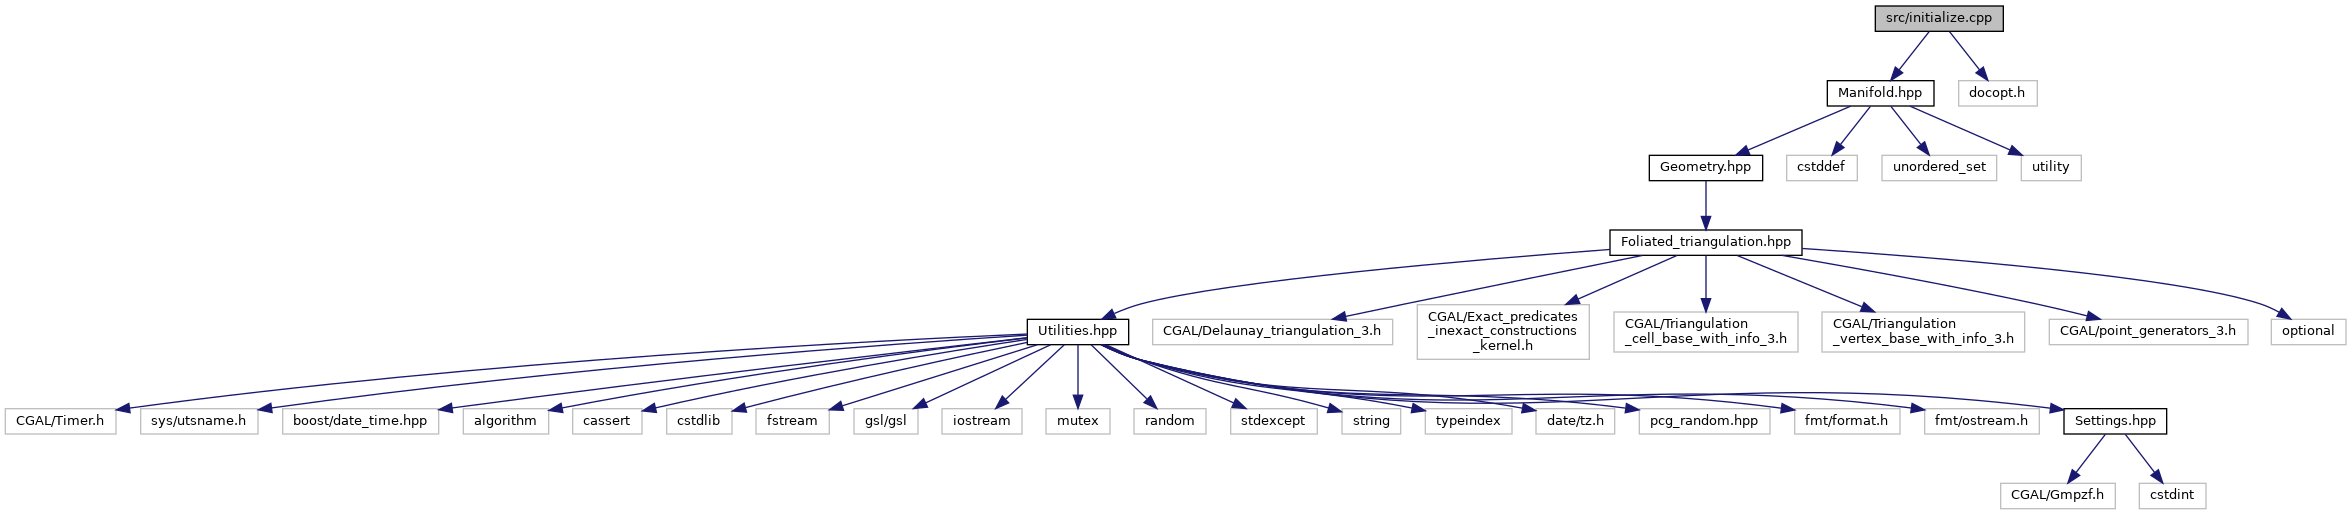 src/initialize.cpp
Manifold.hpp
docopt.h
Geometry.hpp
cstddef
unordered_set
utility
Foliated_triangulation.hpp
Utilities.hpp
CGAL/Delaunay_triangulation_3.h
CGAL/Exact_predicates
_inexact_constructions
_kernel.h
CGAL/Triangulation
_cell_base_with_info_3.h
CGAL/Triangulation
_vertex_base_with_info_3.h
CGAL/point_generators_3.h
optional
CGAL/Timer.h
sys/utsname.h
boost/date_time.hpp
algorithm
cassert
cstdlib
fstream
gsl/gsl
iostream
mutex
random
stdexcept
string
typeindex
date/tz.h
pcg_random.hpp
fmt/format.h
fmt/ostream.h
Settings.hpp
CGAL/Gmpzf.h
cstdint